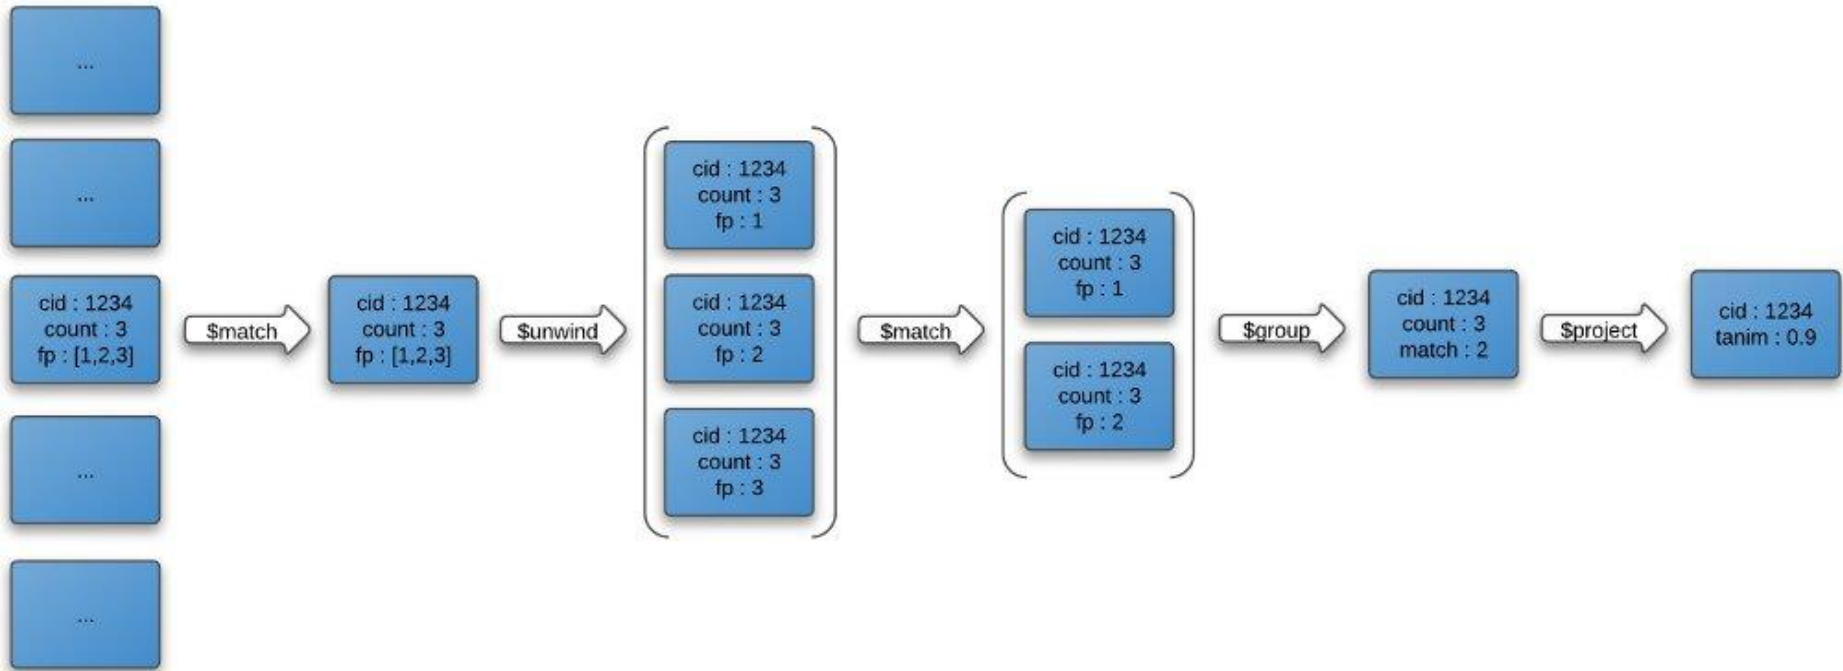 ...
...
cid : 1234
count : 3
fp : [1,2,3]
...
...
$match
cid : 1234
count : 3
fp : [1,2,3]
$unwind
cid : 1234
count : 3
fp : 1
cid : 1234
count : 3
fp : 2
cid : 1234
count : 3
fp : 3
$match
cid : 1234
count : 3
fp : 1
cid : 1234
count : 3
fp : 2
$group
cid : 1234
count : 3
match : 2
$project
cid : 1234
tanim : 0.9